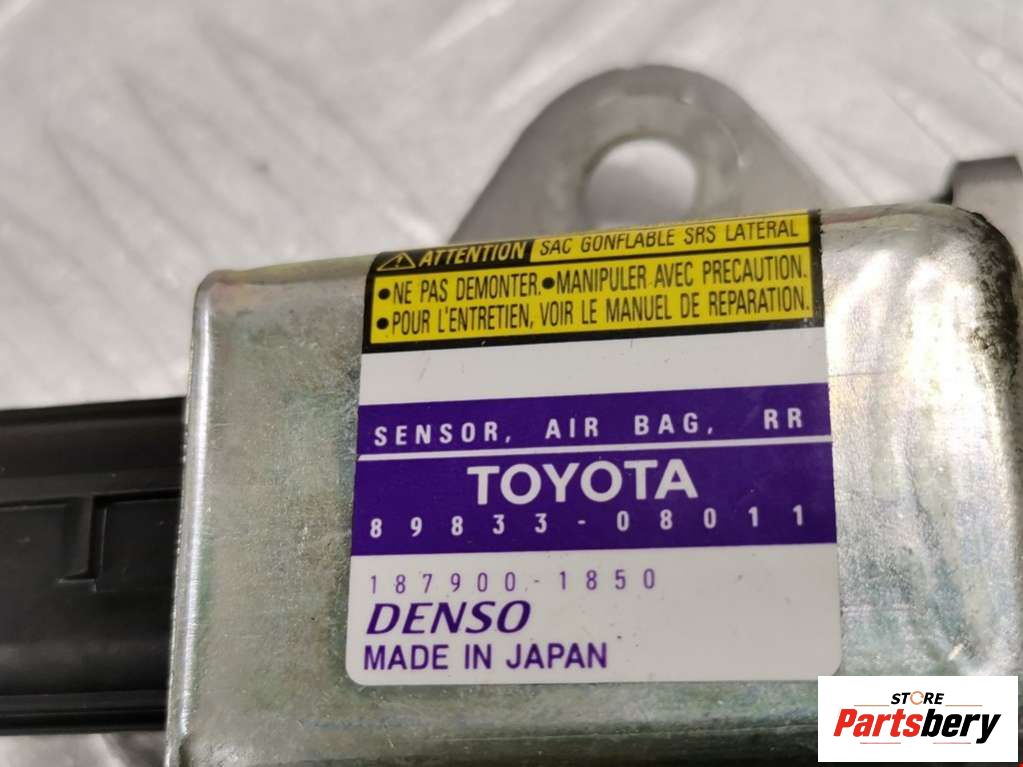 ATTENTION SAC GONFLABLE SRS LATERAL
•NE PAS DEMONTER. •MANIPULER AVEC PRECAUTION.
•POUR L'ENTRETIEN, VOIR LE MANUEL DE REPARATION.
SENSOR, AIR BAG, RR
TOYOTA
89833-08011
187900-1850
DENSO
MADE IN JAPAN
STORE
Partsbery